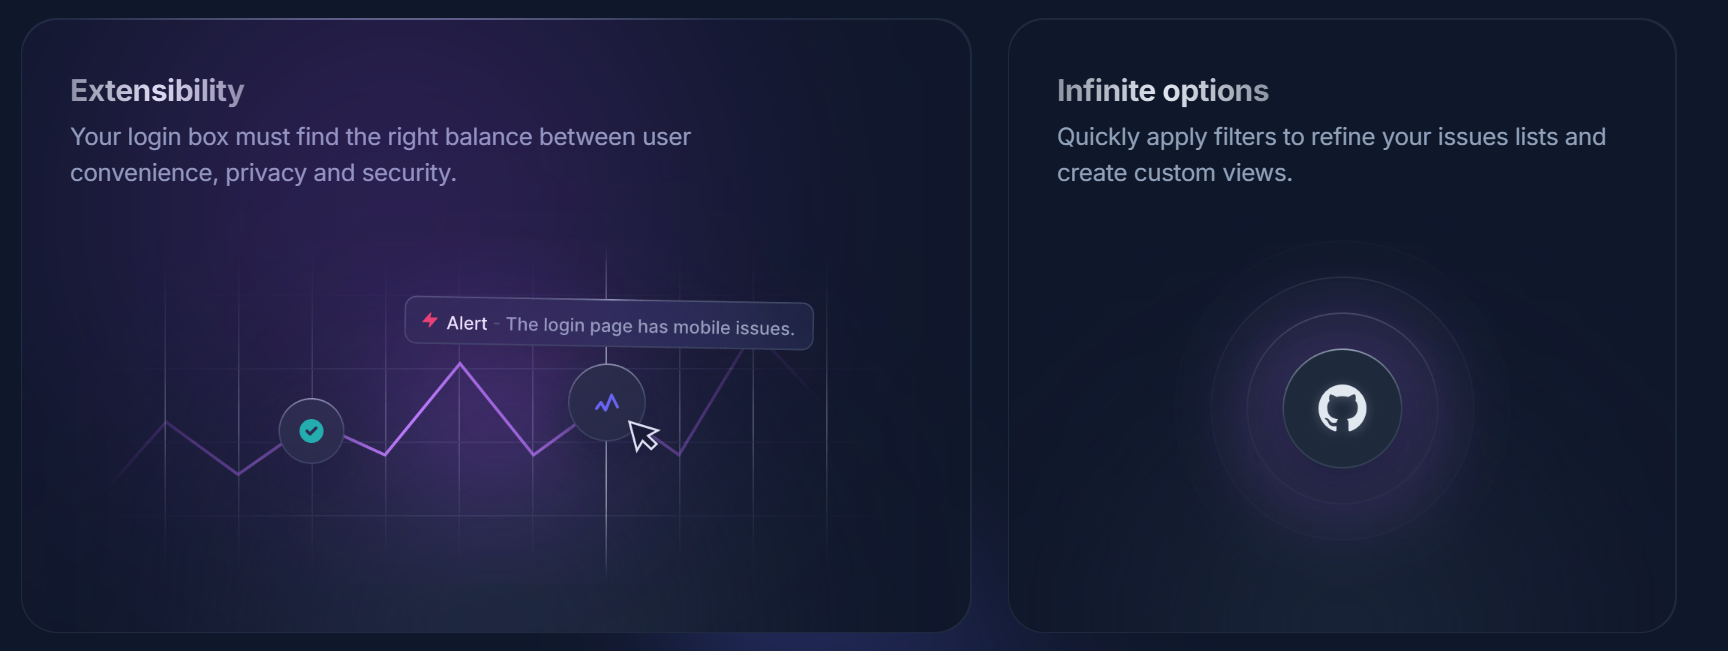 Extensibility
Your login box must find the right balance between user
convenience, privacy and security.
Alert - The login page has mobile issues.
Infinite options
Quickly apply filters to refine your issues lists and
create custom views.